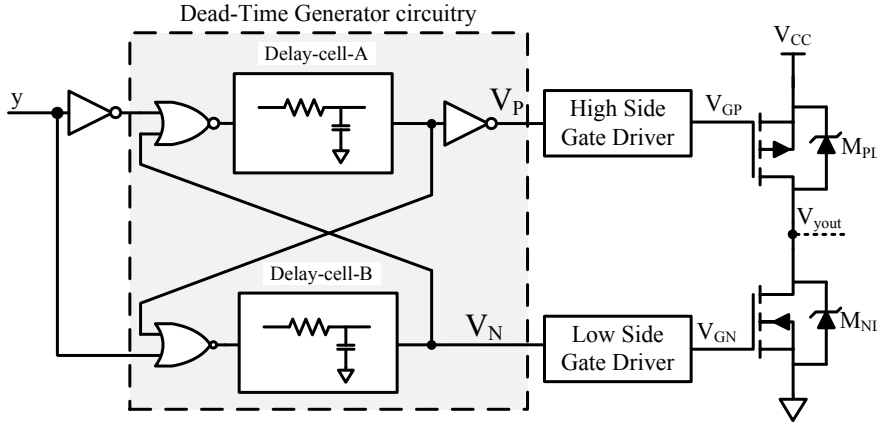 Dead-Time Generator circuitry
Delay-cell-A
y
V_P
High Side
Gate Driver
V_GP
V_CC
M_PL
V_yout
Delay-cell-B
V_N
Low Side
Gate Driver
V_GN
M_NL